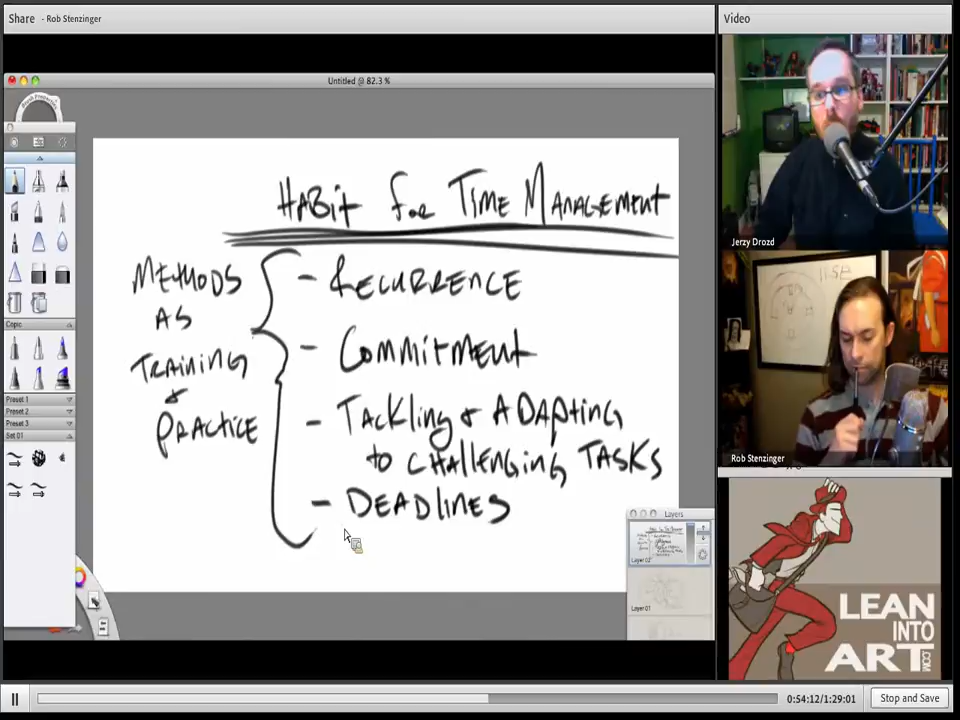 Share - Rob Stenzinger
Video
Untitled @ 82.3 %
Habit for Time Management
Methods
as
Training
&
Practice
- Recurrence
- Commitment
- Tackling & Adapting
to challenging tasks
- Deadlines
Copic
Preset 1
Preset 2
Preset 3
Set 01
Layers
Layer 02
Layer 01
Jerzy Drozd
Rob Stenzinger
LEAN
INTO
ART
.COM
0:54:12/1:29:01
Stop and Save